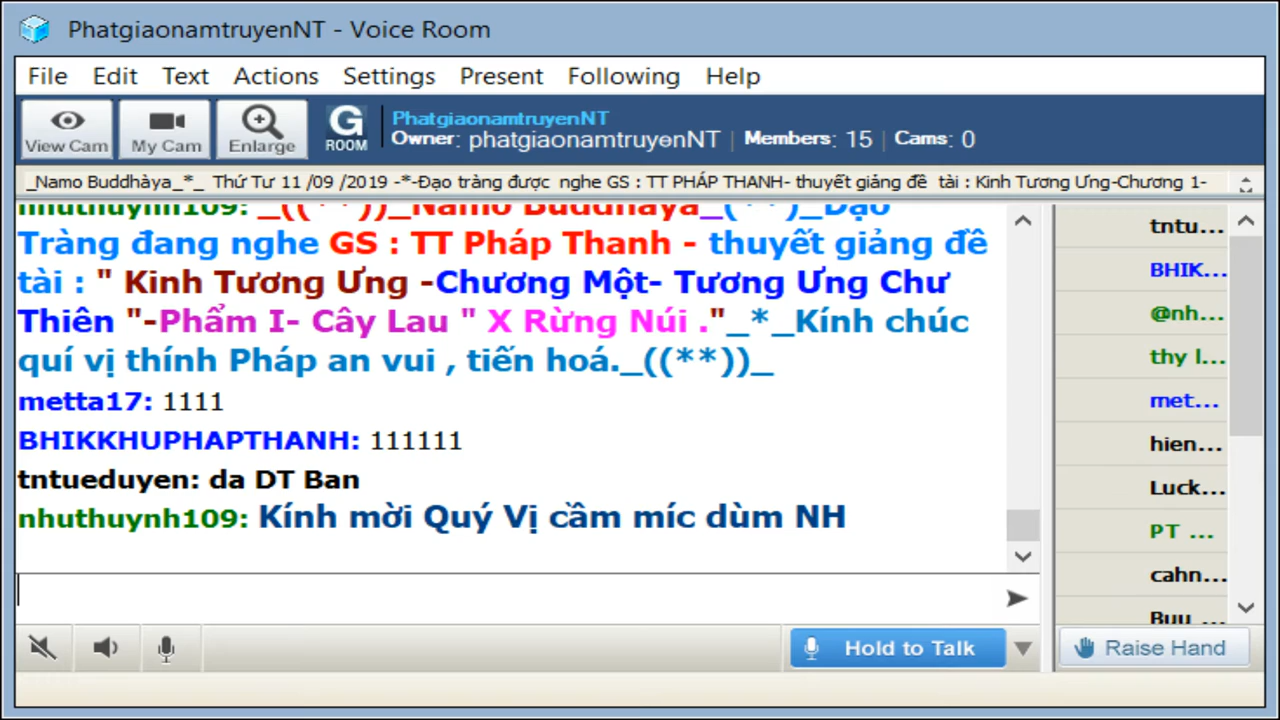 PhatgiaonamtruyenNT - Voice Room
File Edit Text Actions Settings Present Following Help
View Cam My Cam Enlarge G ROOM
PhatgiaonamtruyenNT
Owner: phatgiaonamtruyenNT | Members: 15 | Cams: 0
_Namo Buddhàya_*_ Thứ Tư 11 /09 /2019 -*-Đạo tràng được nghe GS : TT PHÁP THANH- thuyết giảng đề tài : Kinh Tương Ưng-Chương 1-
nhuthuynh109: _((**))_Namo Buddhaya_(**)_Đạo
Tràng đang nghe GS : TT Pháp Thanh - thuyết giảng đề
tài : " Kinh Tương Ưng -Chương Một- Tương Ưng Chư
Thiên "-Phẩm I- Cây Lau " X Rừng Núi ."_*_Kính chúc
quí vị thính Pháp an vui , tiến hoá._((**))_
metta17: 1111
BHIKKHUPHAPTHANH: 111111
tntueduyen: da DT Ban
nhuthuynh109: Kính mời Quý Vị cầm míc dùm NH
tntu...
BHIK...
@nh...
thy l...
met...
hien...
Luck...
PT ...
cahn...
Buu ...
Hold to Talk
Raise Hand